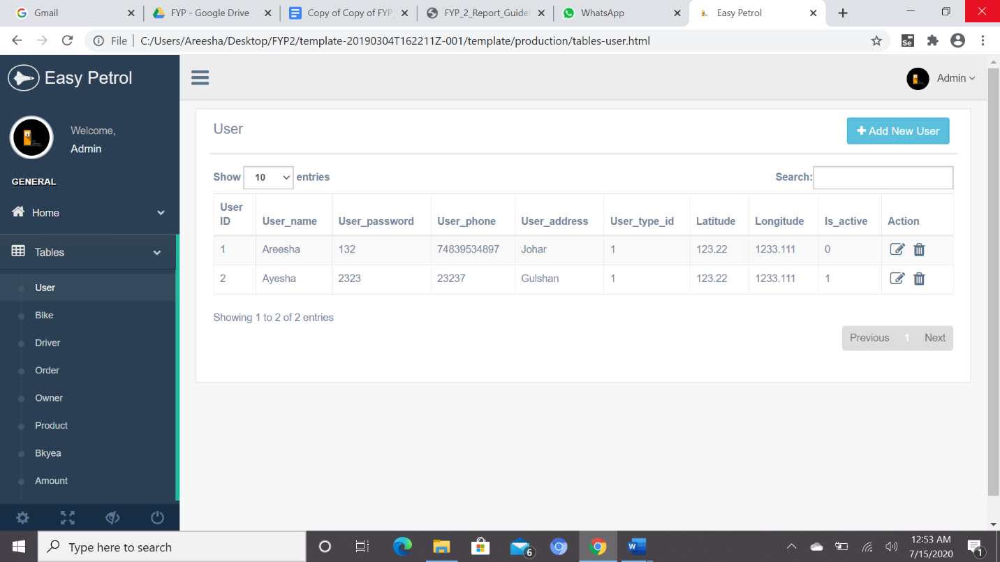 Gmail
FYP - Google Drive
Copy of Copy of FYP
FYP_2_Report_Guidel
WhatsApp
Easy Petrol
File
C:/Users/Areesha/Desktop/FYP2/template-20190304T162211Z-001/template/production/tables-user.html
Se
Easy Petrol
Admin
Welcome,
Admin
GENERAL
Home
Tables
User
Bike
Driver
Order
Owner
Product
Bkyea
Amount
User
Add New User
Show 10 entries
Search:
User ID User_name User_password User_phone User_address User_type_id Latitude Longitude Is_active Action
1 Areesha 132 74839534897 Johar 1 123.22 1233.111 0
2 Ayesha 2323 23237 Gulshan 1 123.22 1233.111 1
Showing 1 to 2 of 2 entries
Previous 1 Next
Type here to search
6
W
12:53 AM
7/15/2020
1